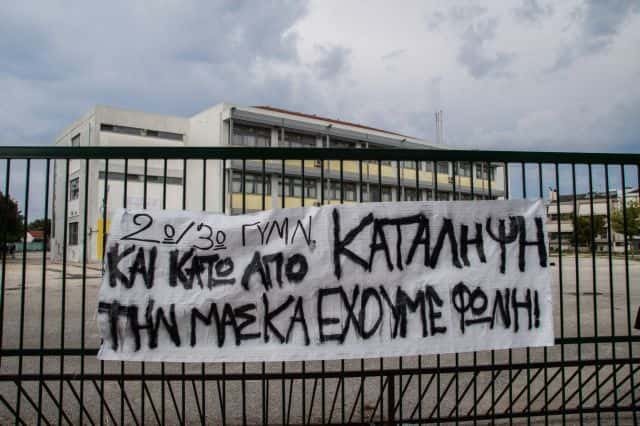 2ο/3ο ΓΥΜΝ. ΚΑΤΑΛΗΨΗ
ΚΑΙ ΚΑΤΩ ΑΠΟ
ΤΗΝ ΜΑΣΚΑ ΕΧΟΥΜΕ ΦΩΝΗ!